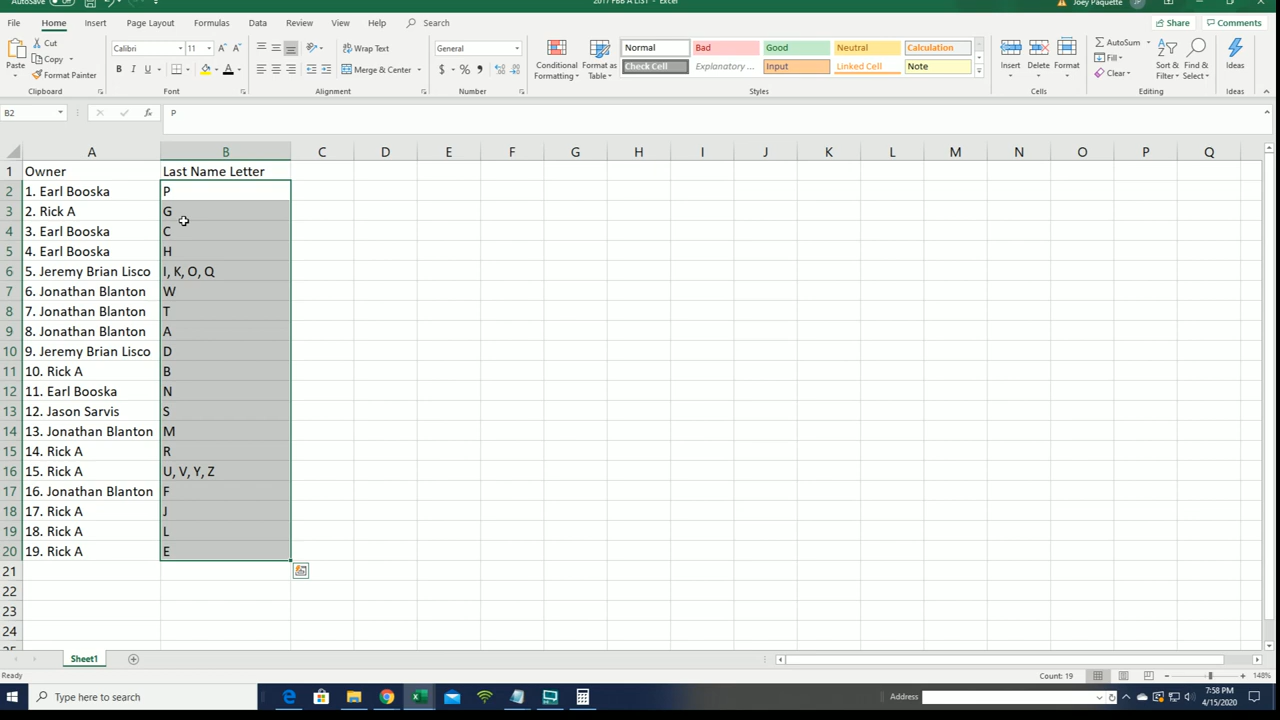 AutoSave Off
2017 PBB A LIST - Excel
Joey Paquette JP
File Home Insert Page Layout Formulas Data Review View Help Search
Share Comments
Paste
Cut
Copy
Format Painter
Clipboard
Calibri 11
B I U
Font
Wrap Text
Merge & Center
Alignment
General
$ % 9
Number
Conditional Formatting
Format as Table
Normal Bad Good Neutral Calculation
Check Cell Explanatory ... Input Linked Cell Note
Styles
Insert Delete Format
Cells
AutoSum
Fill
Clear
Sort & Filter
Find & Select
Editing
Ideas
Ideas
B2 fx P
A B C D E F G H I J K L M N O P Q
1 Owner Last Name Letter
2 1. Earl Booska P
3 2. Rick A G
4 3. Earl Booska C
5 4. Earl Booska H
6 5. Jeremy Brian Lisco I, K, O, Q
7 6. Jonathan Blanton W
8 7. Jonathan Blanton T
9 8. Jonathan Blanton A
10 9. Jeremy Brian Lisco D
11 10. Rick A B
12 11. Earl Booska N
13 12. Jason Sarvis S
14 13. Jonathan Blanton M
15 14. Rick A R
16 15. Rick A U, V, Y, Z
17 16. Jonathan Blanton F
18 17. Rick A J
19 18. Rick A L
20 19. Rick A E
21
22
23
24
25
Sheet1
Ready
Count: 19
148%
Type here to search
Address
7:58 PM
4/15/2020